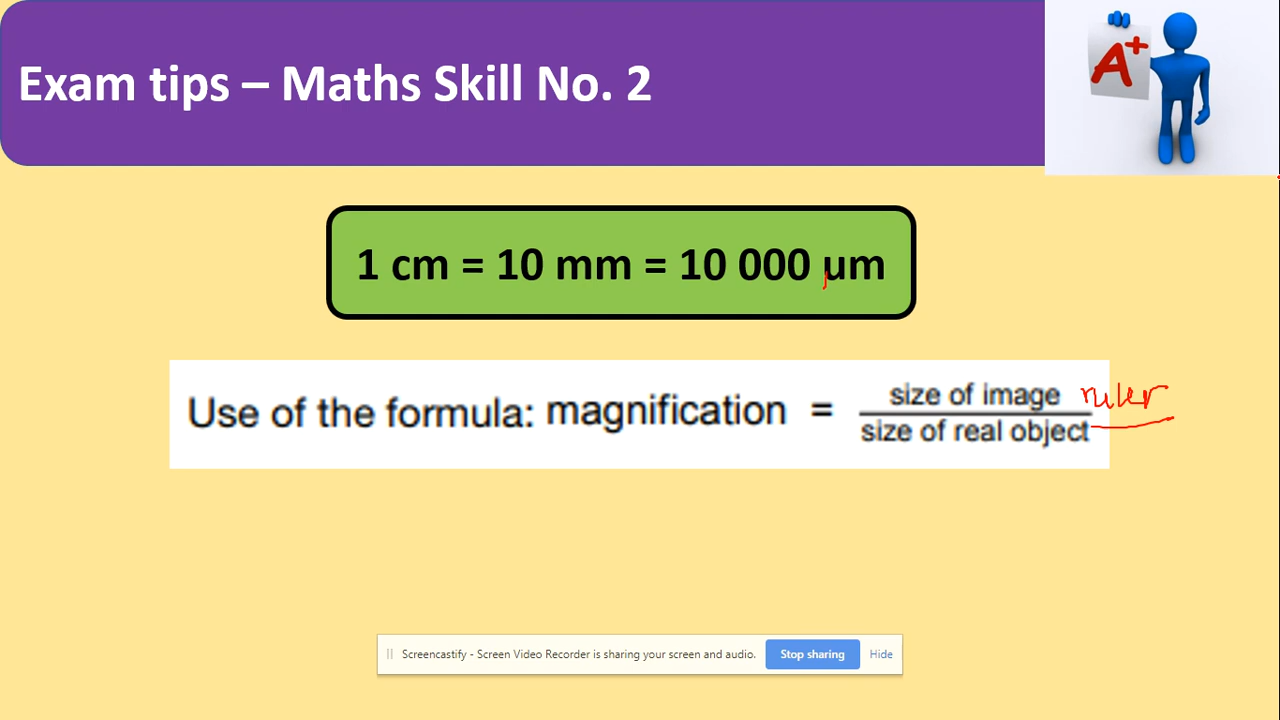 Exam tips – Maths Skill No. 2
A+
1 cm = 10 mm = 10 000 µm
Use of the formula: magnification = size of image / size of real object
ruler
Screencastify - Screen Video Recorder is sharing your screen and audio. Stop sharing Hide